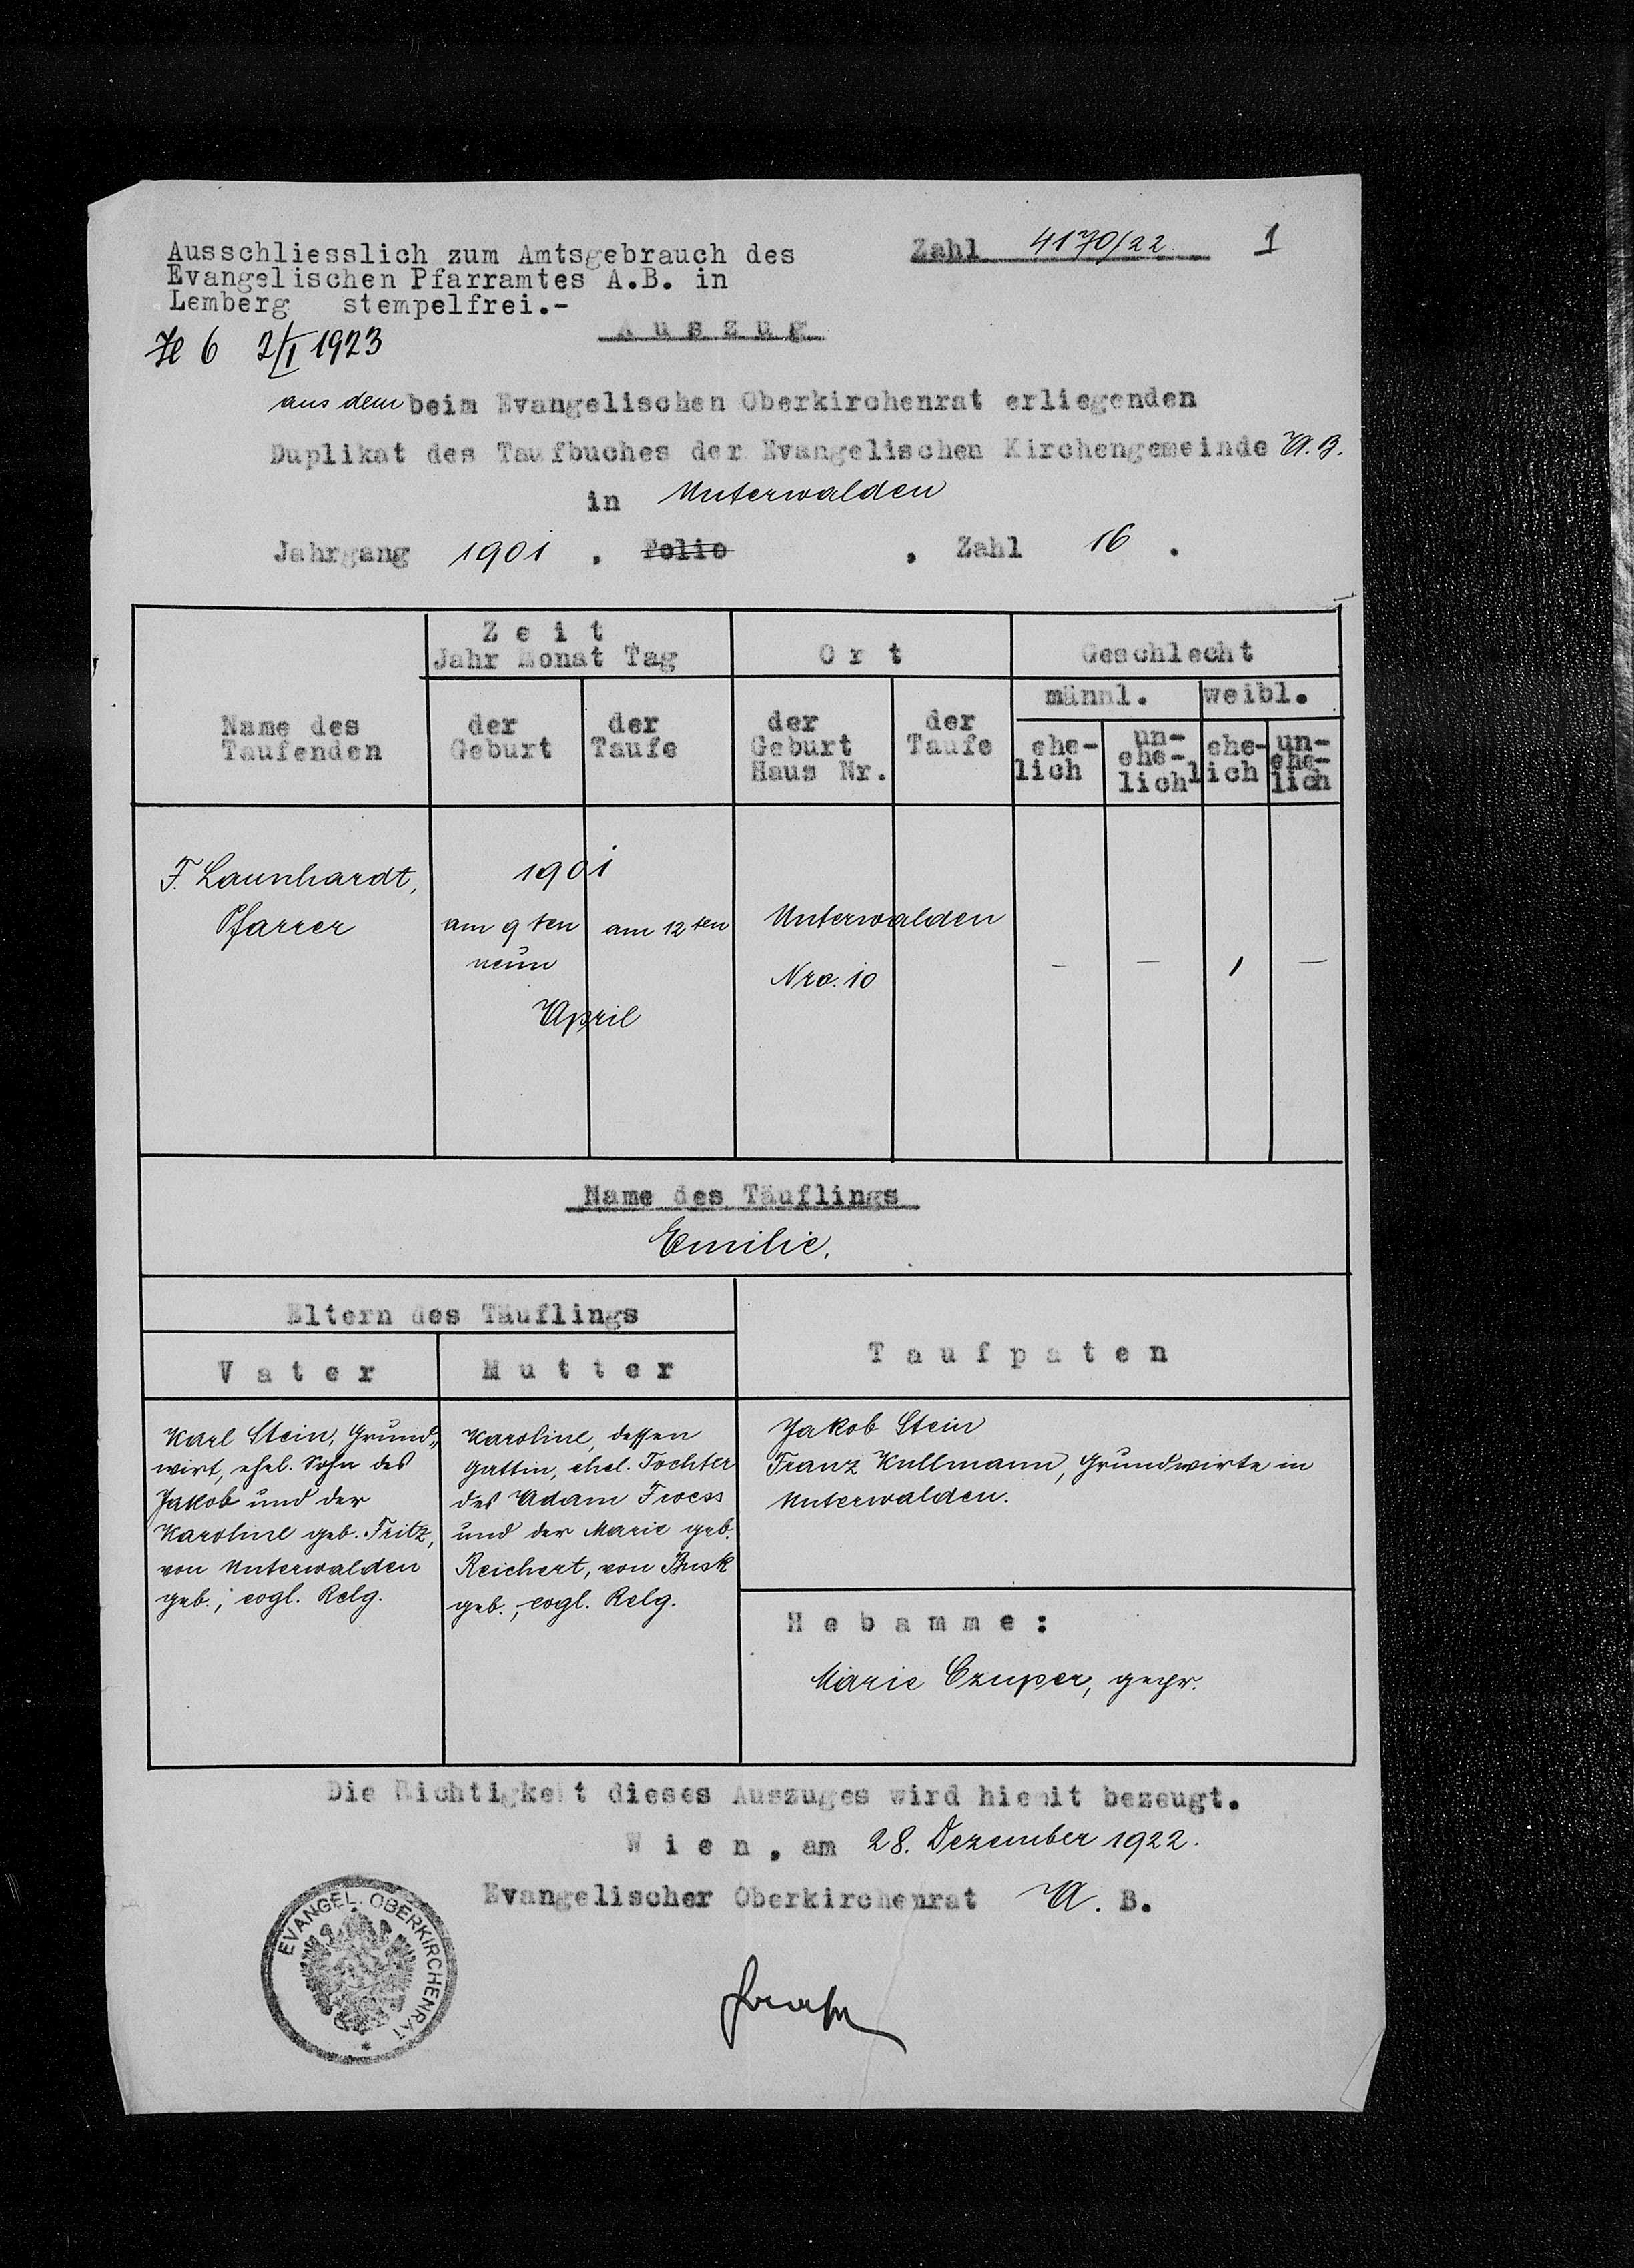 Ausschliesslich zum Amtsgebrauch des
Evangelischen Pfarramtes A.B. in
Lemberg stempelfrei.-
Zahl 4170/22. 1
6 2/I 1923
Auszug
aus dem beim Evangelischen Oberkirchenrat erliegenden
Duplikat des Taufbuches der Evangelischen Kirchengemeinde A.B.
in Unterwalden
Jahrgang 1901 . Folio , Zahl 16 .
Name des
Taufenden
Zeit
Jahr Monat Tag
der
Geburt
der
Taufe
Ort
der
Geburt
Haus Nr.
der
Taufe
Geschlecht
männl. weibl.
ehe-
lich
un-
ehe-
lich
ehe-
lich
un-
ehe-
lich
F. Launhardt,
Pfarrer
1901
am 9ten am 12ten
neun
April
Unterwalden
Nro. 10
— — 1 —
Name des Täuflings
Emilie.
Eltern des Täuflings
Vater
Mutter
Taufpaten
Karl Stein, Grund-
wirt, ehel. Sohn des
Jakob und der
Karoline geb. Fritz,
von Unterwalden
geb.; evgl. Relg.
Karoline, dessen
Gattin, ehel. Tochter
des Adam Froess
und der Marie geb.
Reichert, von Busk
geb.; evgl. Relg.
Jakob Stein
Franz Kullmann, Grundwirte in
Unterwalden.
Hebamme:
Marie Czuper, gepr.
Die Richtigkeit dieses Auszuges wird hiemit bezeugt.
Wien, am 28. Dezember 1922.
Evangelischer Oberkirchenrat A. B.
EVANGEL. OBERKIRCHENRAT